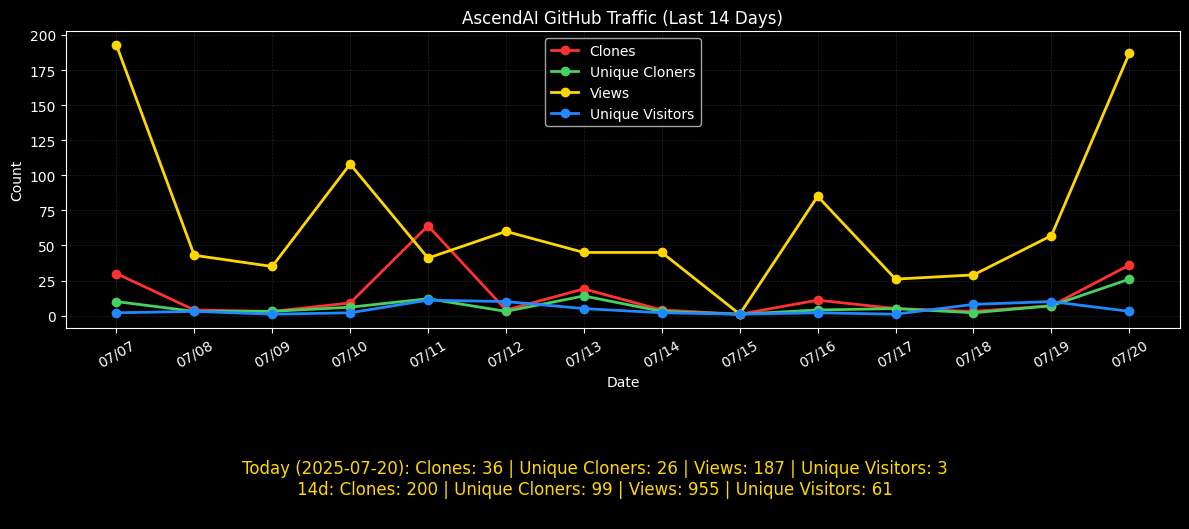 AscendAI GitHub Traffic (Last 14 Days)
Clones
Unique Cloners
Views
Unique Visitors
Count
200
175
150
125
100
75
50
25
0
07/07 07/08 07/09 07/10 07/11 07/12 07/13 07/14 07/15 07/16 07/17 07/18 07/19 07/20
Date
Today (2025-07-20): Clones: 36 | Unique Cloners: 26 | Views: 187 | Unique Visitors: 3
14d: Clones: 200 | Unique Cloners: 99 | Views: 955 | Unique Visitors: 61